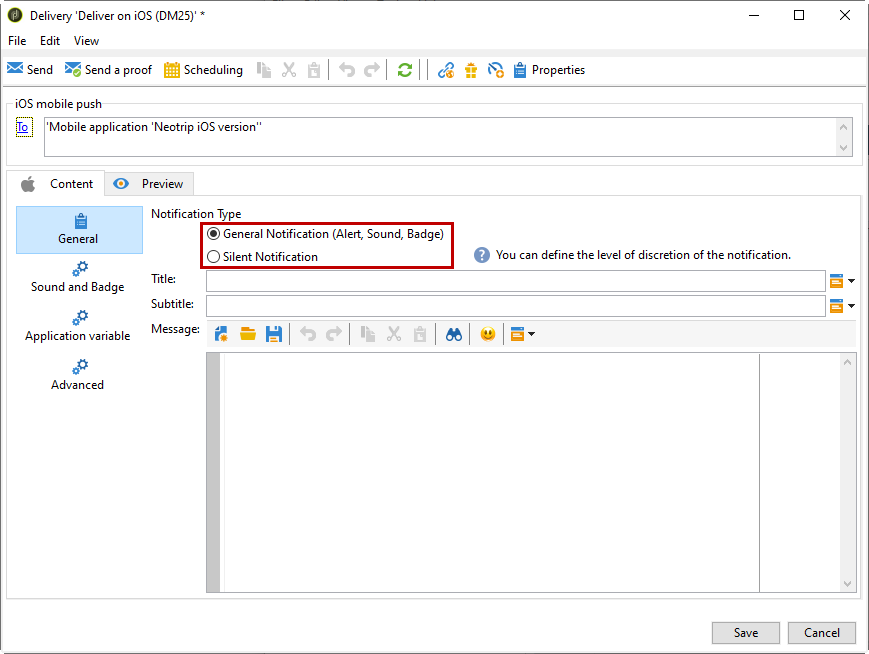 Delivery 'Deliver on iOS (DM25)' *
File Edit View
Send Send a proof Scheduling Properties
iOS mobile push
To 'Mobile application 'Neotrip iOS version''
Content Preview
Notification Type
General
General Notification (Alert, Sound, Badge)
Silent Notification
? You can define the level of discretion of the notification.
Sound and Badge
Title:
Subtitle:
Application variable
Message:
Advanced
Save Cancel